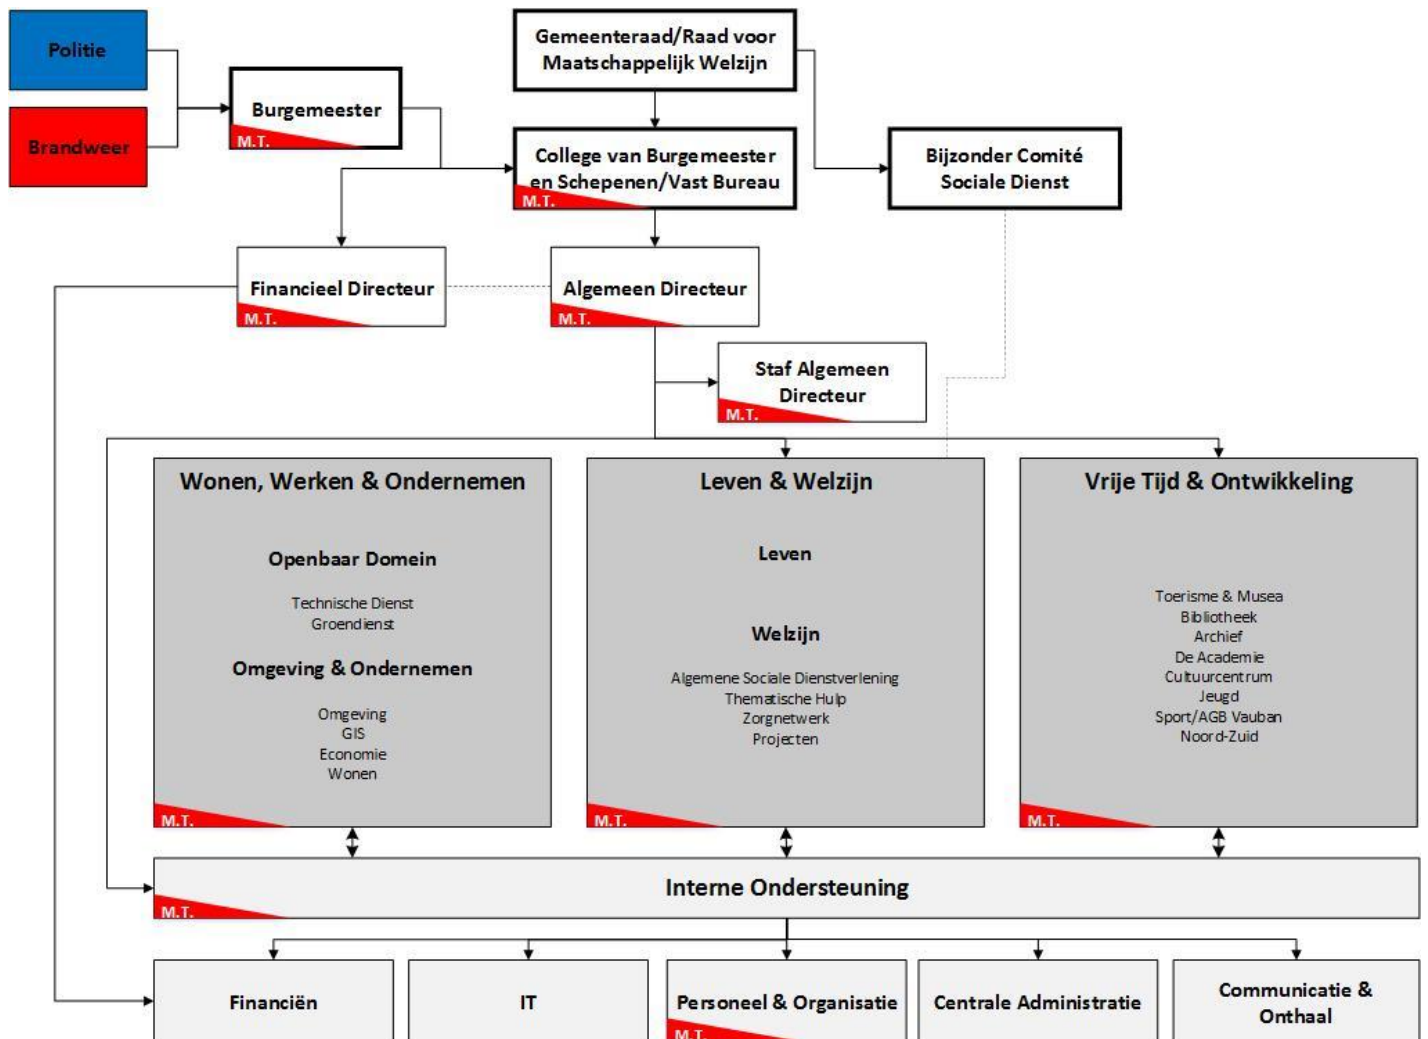 Politie
Brandweer
Burgemeester
M.T.
Gemeenteraad/Raad voor
Maatschappelijk Welzijn
College van Burgemeester
en Schepenen/Vast Bureau
M.T.
Bijzonder Comité
Sociale Dienst
Financieel Directeur
M.T.
Algemeen Directeur
M.T.
Staf Algemeen
Directeur
M.T.
Wonen, Werken & Ondernemen
Openbaar Domein
Technische Dienst
Groendienst
Omgeving & Ondernemen
Omgeving
GIS
Economie
Wonen
M.T.
Leven & Welzijn
Leven
Welzijn
Algemene Sociale Dienstverlening
Thematische Hulp
Zorgnetwerk
Projecten
M.T.
Vrije Tijd & Ontwikkeling
Toerisme & Musea
Bibliotheek
Archief
De Academie
Cultuurcentrum
Jeugd
Sport/AGB Vauban
Noord-Zuid
M.T.
Interne Ondersteuning
M.T.
Financiën
IT
Personeel & Organisatie
M.T.
Centrale Administratie
Communicatie &
Onthaal